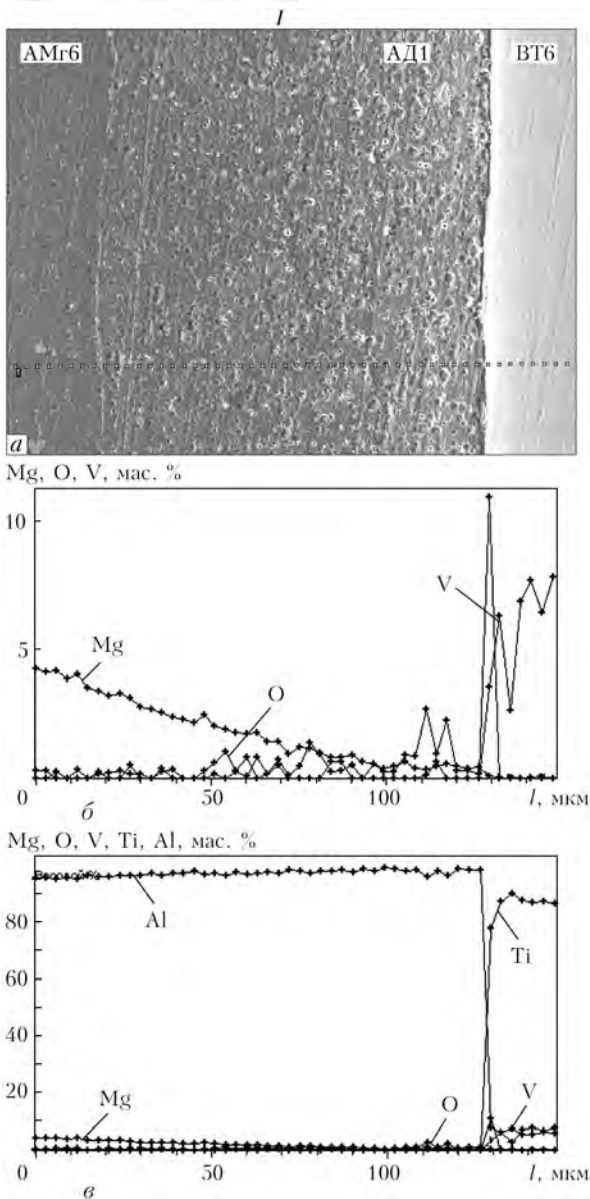 I
АМг6 АД1 ВТ6
а
Mg, O, V, мас. %
10
V
Mg
O
5
0 50 100 l, мкм
б
Mg, O, V, Ti, Al, мас. %
Al
80
Ti
60
40
20
Mg
O
V
0 50 100 l, мкм
в